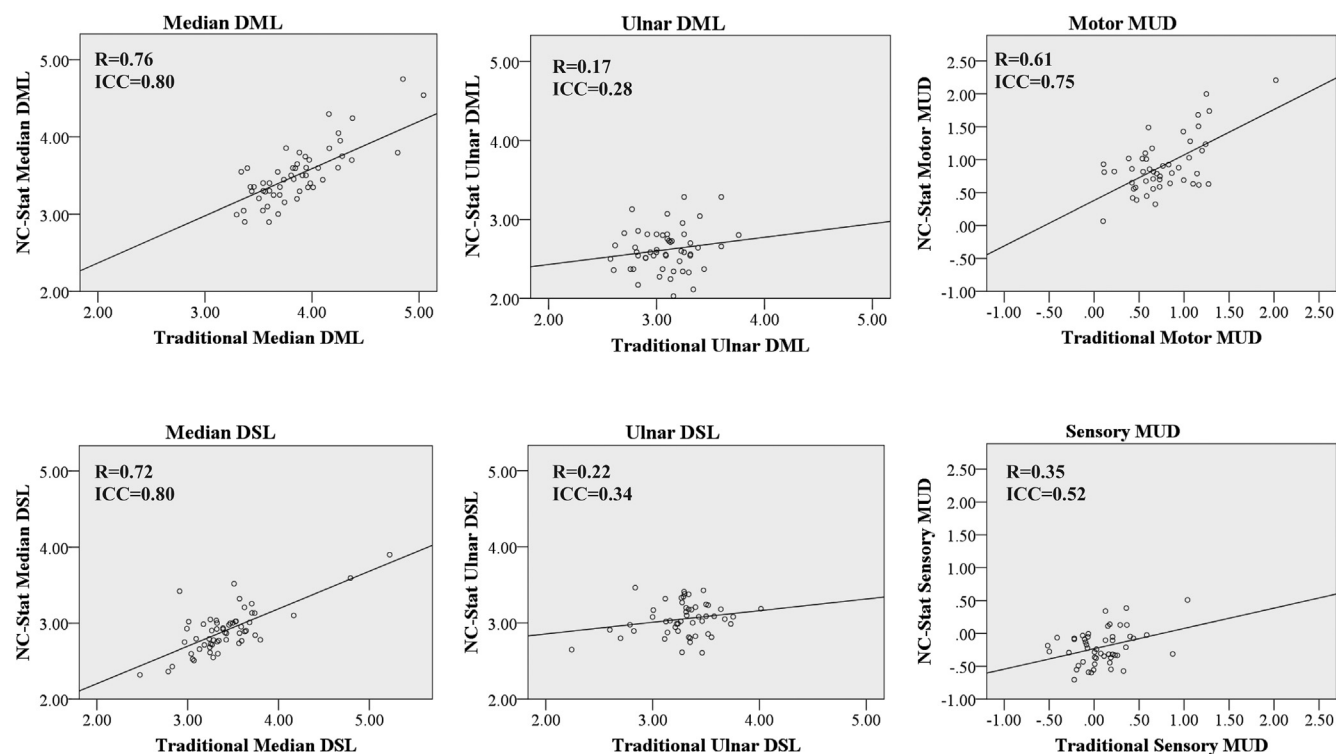 Median DML
R=0.76
ICC=0.80
NC-Stat Median DML
5.00
4.00
3.00
2.00
2.00 3.00 4.00 5.00
Traditional Median DML
Ulnar DML
R=0.17
ICC=0.28
NC-Stat Ulnar DML
5.00
4.00
3.00
2.00
2.00 3.00 4.00 5.00
Traditional Ulnar DML
Motor MUD
R=0.61
ICC=0.75
NC-Stat Motor MUD
2.50
2.00
1.50
1.00
.50
.00
-.50
-1.00
-1.00 -.50 .00 .50 1.00 1.50 2.00 2.50
Traditional Motor MUD
Median DSL
R=0.72
ICC=0.80
NC-Stat Median DSL
5.00
4.00
3.00
2.00
2.00 3.00 4.00 5.00
Traditional Median DSL
Ulnar DSL
R=0.22
ICC=0.34
NC-Stat Ulnar DSL
5.00
4.00
3.00
2.00
2.00 3.00 4.00 5.00
Traditional Ulnar DSL
Sensory MUD
R=0.35
ICC=0.52
NC-Stat Sensory MUD
2.50
2.00
1.50
1.00
.50
.00
-.50
-1.00
-1.00 -.50 .00 .50 1.00 1.50 2.00 2.50
Traditional Sensory MUD